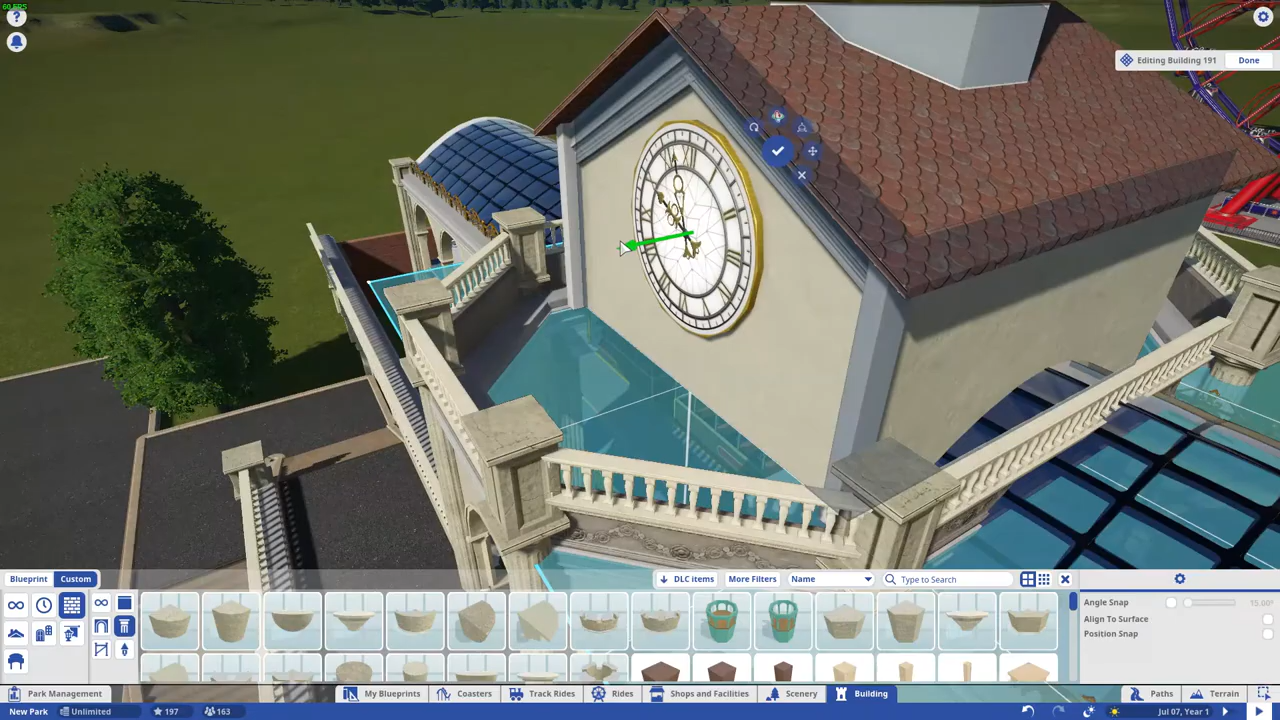 60 FPS
Editing Building 191
Done
Blueprint
Custom
DLC items
More Filters
Name
Type to Search
Angle Snap
15.00°
Align To Surface
Position Snap
Park Management
My Blueprints
Coasters
Track Rides
Rides
Shops and Facilities
Scenery
Building
Paths
Terrain
New Park
Unlimited
197
163
Jul 07, Year 1